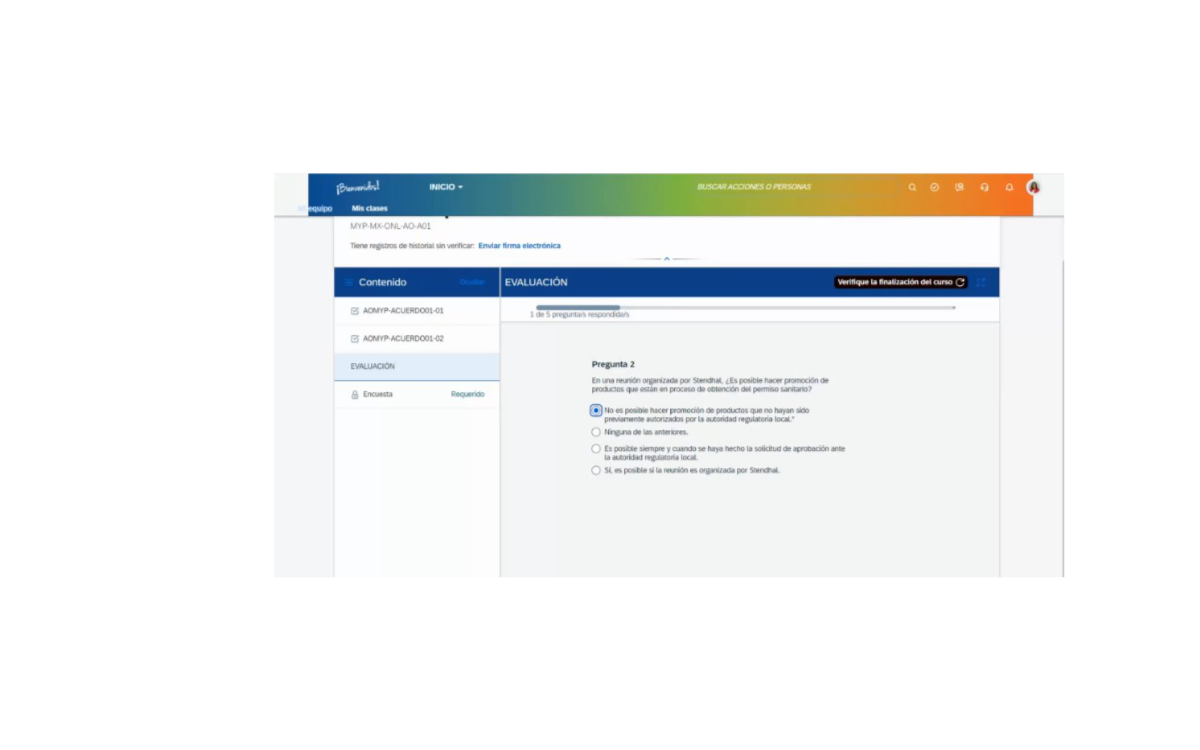 ¡Bienvenidos!
INICIO
BUSCAR ACCIONES O PERSONAS
equipo
Mis clases
MYP-MX-ONL-AO-A01
Tiene registros de historial sin verificar: Enviar firma electrónica
Contenido
Ocultar
EVALUACIÓN
Verifique la finalización del curso
AOMYP-ACUERDO01-01
1 de 5 pregunta/s respondida/s
AOMYP-ACUERDO01-02
EVALUACIÓN
Encuesta
Requerido
Pregunta 2
En una reunión organizada por Stendhal, ¿Es posible hacer promoción de
productos que están en proceso de obtención del permiso sanitario?
No es posible hacer promoción de productos que no hayan sido
previamente autorizados por la autoridad regulatoria local.*
Ninguna de las anteriores.
Es posible siempre y cuando se haya hecho la solicitud de aprobación ante
la autoridad regulatoria local.
Sí, es posible si la reunión es organizada por Stendhal.